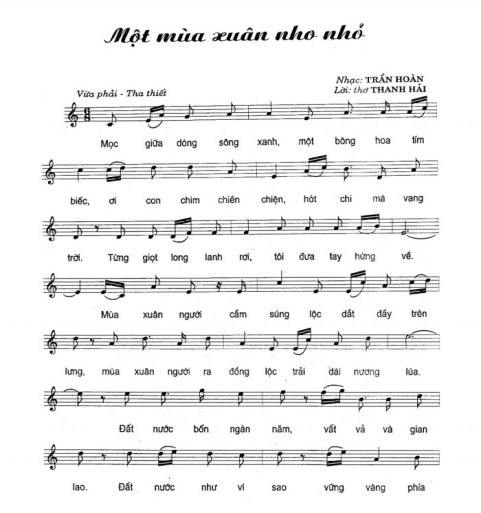 Một mùa xuân nho nhỏ
Nhạc: TRẦN HOÀN
Vừa phải - Tha thiết
Lời: thơ THANH HẢI
6
8
Mọc giữa dòng sông xanh, một bông hoa tím
biếc, ơi con chim chiền chiện, hót chi mà vang
trời. Từng giọt long lanh rơi, tôi đưa tay hứng về.
Mùa xuân người cầm súng lộc dắt đầy trên
lưng, mùa xuân người ra đồng lộc trải dài nương lúa.
Đất nước bốn ngàn năm, vất vả và gian
lao. Đất nước như vì sao vững vàng phía